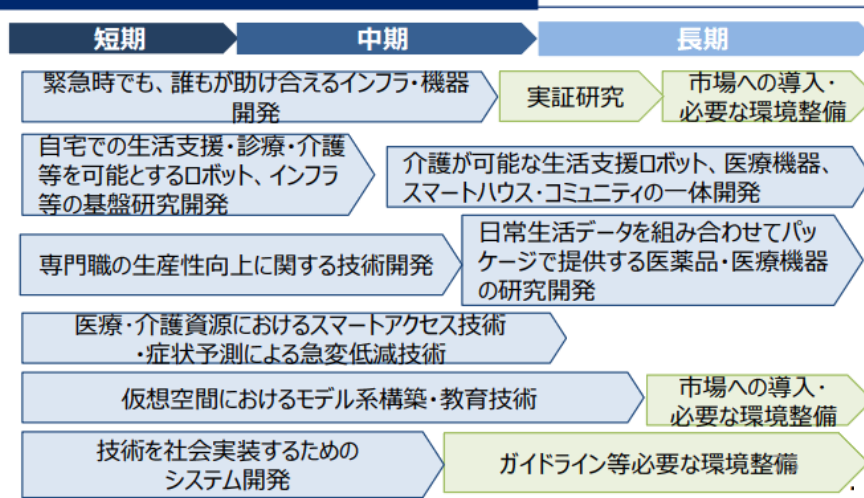 短期 中期 長期
緊急時でも、誰もが助け合えるインフラ・機器
開発
実証研究
市場への導入・
必要な環境整備
自宅での生活支援・診療・介護
等を可能とするロボット、インフラ
等の基盤研究開発
介護が可能な生活支援ロボット、医療機器、
スマートハウス・コミュニティの一体開発
専門職の生産性向上に関する技術開発
日常生活データを組み合わせてパッ
ケージで提供する医薬品・医療機器
の研究開発
医療・介護資源におけるスマートアクセス技術
・症状予測による急変低減技術
仮想空間におけるモデル系構築・教育技術
市場への導入・
必要な環境整備
技術を社会実装するための
システム開発
ガイドライン等必要な環境整備